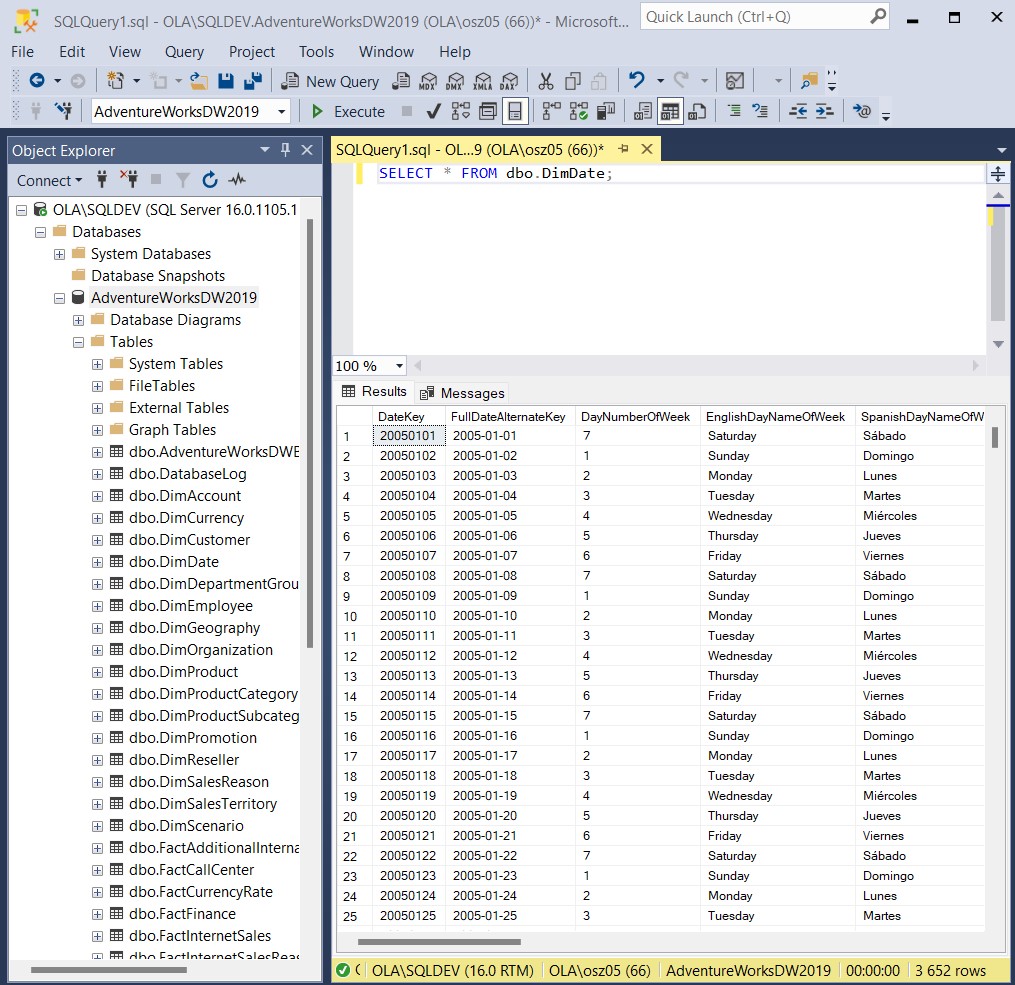 SQLQuery1.sql - OLA\SQLDEV.AdventureWorksDW2019 (OLA\osz05 (66))* - Microsoft...
Quick Launch (Ctrl+Q)
File Edit View Query Project Tools Window Help
New Query MDX DMX XMLA DAX
AdventureWorksDW2019 Execute
Object Explorer
Connect
OLA\SQLDEV (SQL Server 16.0.1105.1
Databases
System Databases
Database Snapshots
AdventureWorksDW2019
Database Diagrams
Tables
System Tables
FileTables
External Tables
Graph Tables
dbo.AdventureWorksDWE
dbo.DatabaseLog
dbo.DimAccount
dbo.DimCurrency
dbo.DimCustomer
dbo.DimDate
dbo.DimDepartmentGrou
dbo.DimEmployee
dbo.DimGeography
dbo.DimOrganization
dbo.DimProduct
dbo.DimProductCategory
dbo.DimProductSubcateg
dbo.DimPromotion
dbo.DimReseller
dbo.DimSalesReason
dbo.DimSalesTerritory
dbo.DimScenario
dbo.FactAdditionalInterna
dbo.FactCallCenter
dbo.FactCurrencyRate
dbo.FactFinance
dbo.FactInternetSales
dbo.FactInternetSalesReas
SQLQuery1.sql - OL...9 (OLA\osz05 (66))*
SELECT * FROM dbo.DimDate;
100 %
Results Messages
DateKey FullDateAlternateKey DayNumberOfWeek EnglishDayNameOfWeek SpanishDayNameOfW
1 20050101 2005-01-01 7 Saturday Sábado
2 20050102 2005-01-02 1 Sunday Domingo
3 20050103 2005-01-03 2 Monday Lunes
4 20050104 2005-01-04 3 Tuesday Martes
5 20050105 2005-01-05 4 Wednesday Miércoles
6 20050106 2005-01-06 5 Thursday Jueves
7 20050107 2005-01-07 6 Friday Viernes
8 20050108 2005-01-08 7 Saturday Sábado
9 20050109 2005-01-09 1 Sunday Domingo
10 20050110 2005-01-10 2 Monday Lunes
11 20050111 2005-01-11 3 Tuesday Martes
12 20050112 2005-01-12 4 Wednesday Miércoles
13 20050113 2005-01-13 5 Thursday Jueves
14 20050114 2005-01-14 6 Friday Viernes
15 20050115 2005-01-15 7 Saturday Sábado
16 20050116 2005-01-16 1 Sunday Domingo
17 20050117 2005-01-17 2 Monday Lunes
18 20050118 2005-01-18 3 Tuesday Martes
19 20050119 2005-01-19 4 Wednesday Miércoles
20 20050120 2005-01-20 5 Thursday Jueves
21 20050121 2005-01-21 6 Friday Viernes
22 20050122 2005-01-22 7 Saturday Sábado
23 20050123 2005-01-23 1 Sunday Domingo
24 20050124 2005-01-24 2 Monday Lunes
25 20050125 2005-01-25 3 Tuesday Martes
OLA\SQLDEV (16.0 RTM) OLA\osz05 (66) AdventureWorksDW2019 00:00:00 3 652 rows